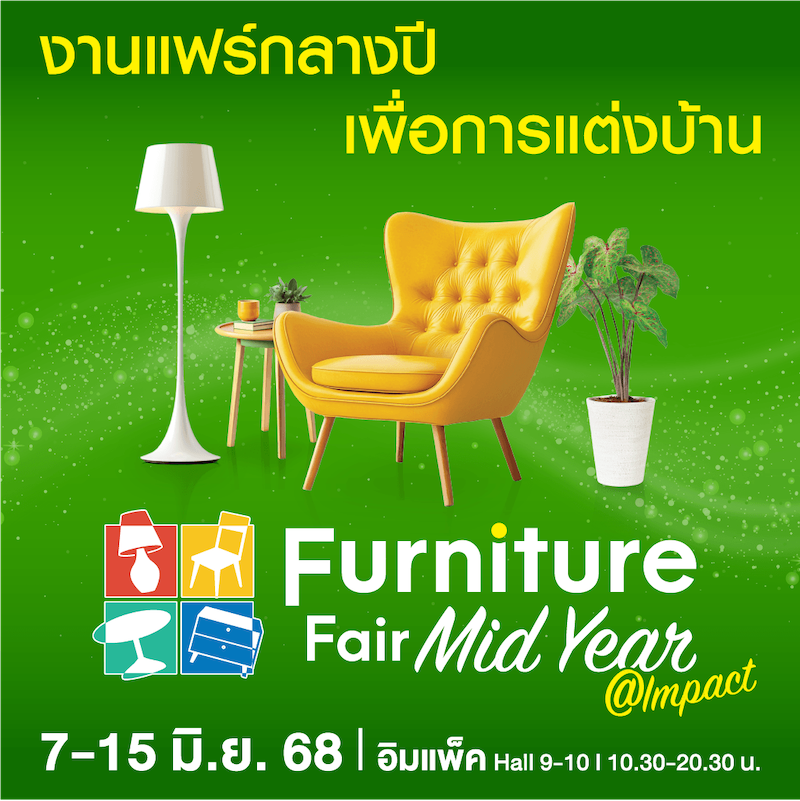 งานแฟร์กลางปี
เพื่อการแต่งบ้าน
Furniture
Fair Mid Year
@Impact
7-15 มิ.ย. 68 | อิมแพ็ค Hall 9-10 | 10.30-20.30 น.